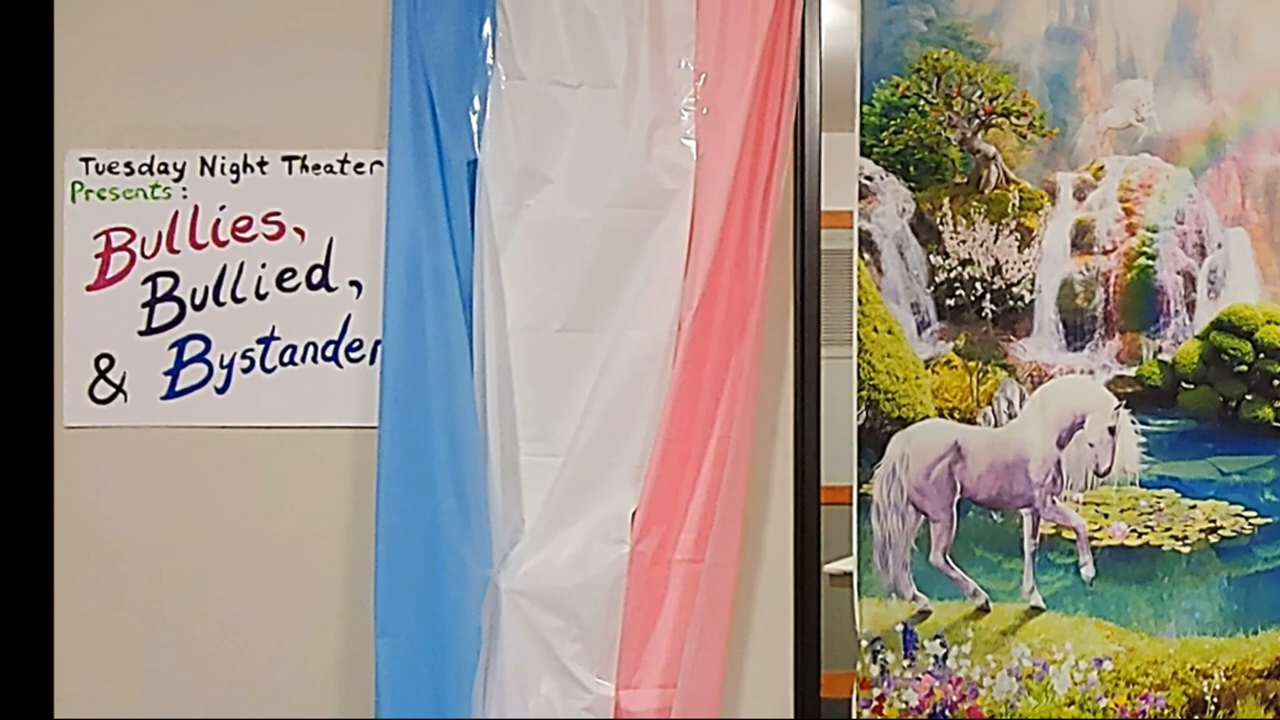 Tuesday Night Theater
Presents:
Bullies,
Bullied,
& Bystander